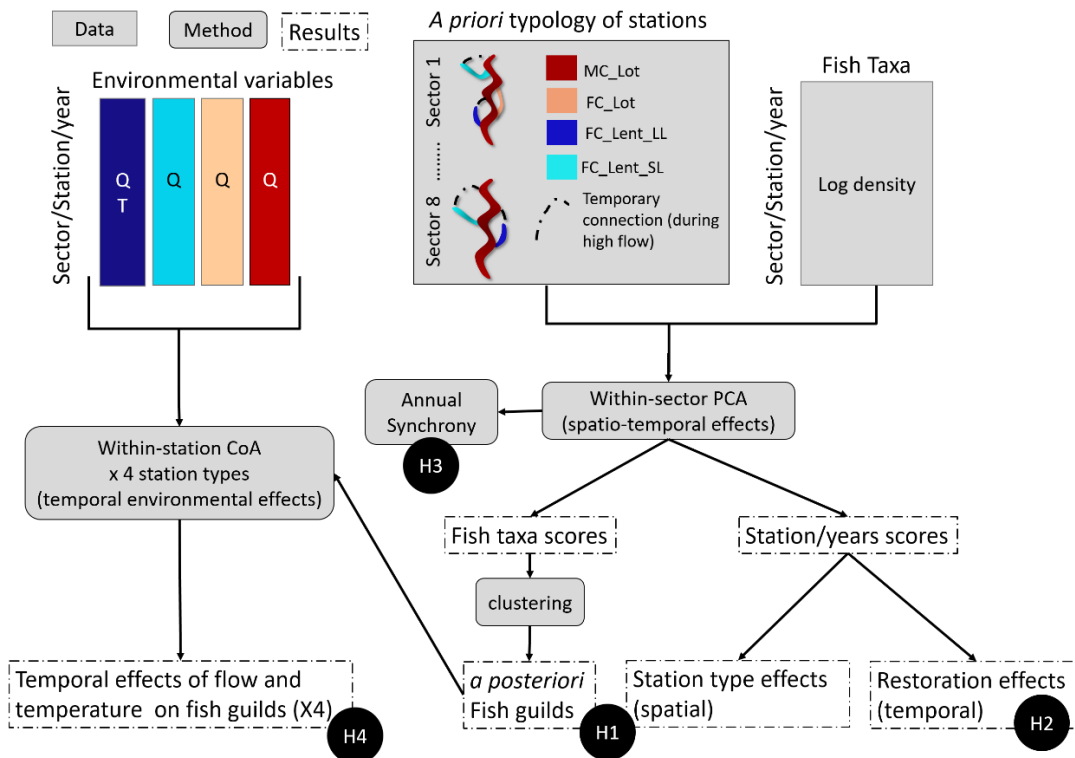 Data
Method
Results
Environmental variables
Sector/Station/year
Q
T
Q
Q
Q
A priori typology of stations
Sector 1
........
Sector 8
MC_Lot
FC_Lot
FC_Lent_LL
FC_Lent_SL
Temporary
connection (during
high flow)
Fish Taxa
Sector/Station/year
Log density
Annual
Synchrony
H3
Within-sector PCA
(spatio-temporal effects)
Within-station CoA
x 4 station types
(temporal environmental effects)
Fish taxa scores
Station/years scores
clustering
Temporal effects of flow and
temperature on fish guilds (X4)
H4
a posteriori
Fish guilds
H1
Station type effects
(spatial)
Restoration effects
(temporal)
H2